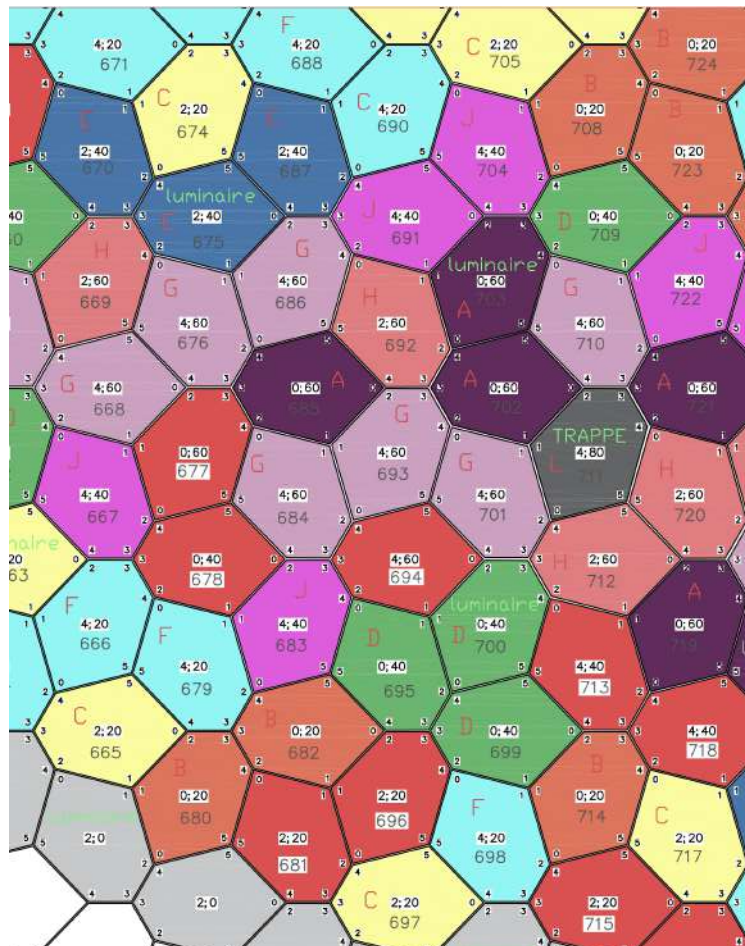 4;20
671
F
4;20
688
C
2;20
705
B
0;20
724
E
2;40
670
C
2;20
674
E
2;40
687
C
4;20
690
J
4;40
704
B
0;20
708
B
0;20
723
luminaire
E
2;40
675
J
4;40
691
D
0;40
709
H
2;60
669
G
4;60
676
G
4;60
686
H
2;60
692
luminaire
0;60
703
A
G
4;60
710
J
4;40
722
G
4;60
668
A
0;60
685
A
0;60
702
A
0;60
721
J
4;40
667
0;60
677
G
4;60
684
G
4;60
693
G
4;60
701
TRAPPE
4;80
L
711
H
2;60
720
0;40
678
4;60
694
H
2;60
712
F
4;20
666
F
4;20
679
J
4;40
683
D
0;40
695
luminaire
D
0;40
700
4;40
713
A
0;60
719
C
2;20
665
B
0;20
682
D
0;40
699
4;40
718
2;0
B
0;20
680
2;20
681
2;20
696
F
4;20
698
B
0;20
714
C
2;20
717
2;0
C
2;20
697
2;20
715